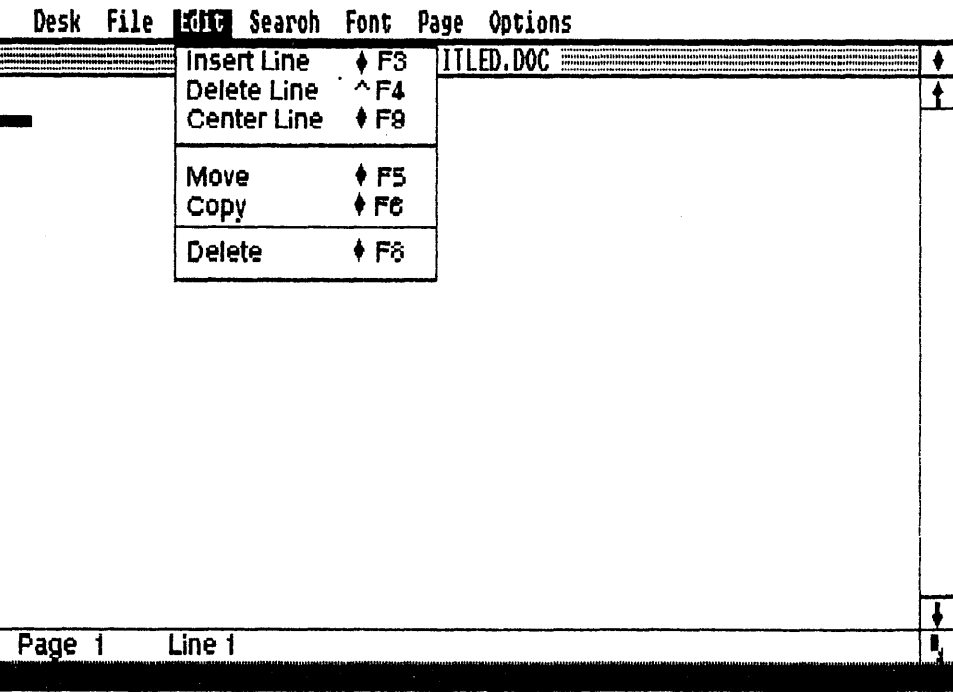 Desk File Edit Search Font Page Options
ITLED.DOC
Insert Line ♦ F3
Delete Line ^ F4
Center Line ♦ F9
Move ♦ F5
Copy ♦ F6
Delete ♦ F8
Page 1 Line 1